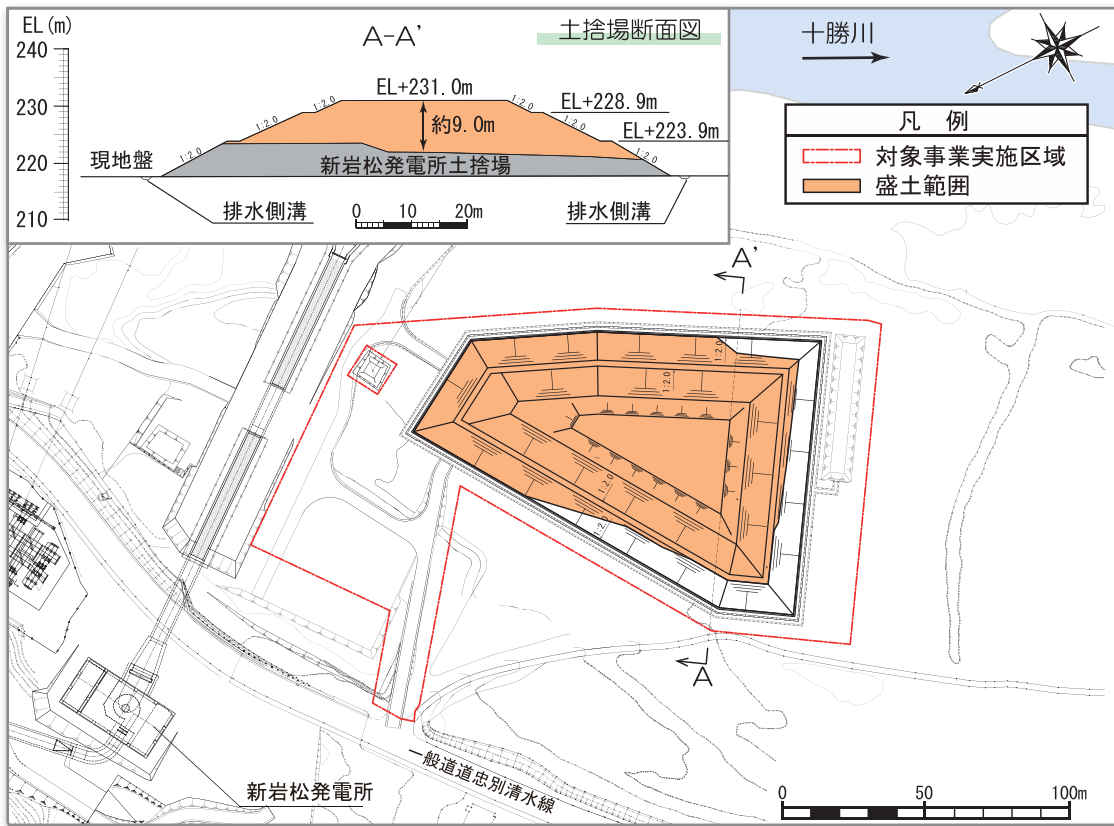 EL(m)
240
230
220
210
A-A'
土捨場断面図
EL+231.0m
EL+228.9m
EL+223.9m
約9.0m
1:2.0
1:2.0
1:2.0
1:2.0
1:2.0
1:2.0
現地盤
新岩松発電所土捨場
排水側溝
排水側溝
0 10 20m
十勝川
凡 例
対象事業実施区域
盛土範囲
A'
1:2.0
1:2.0
1:2.0
1:2.0
A
一般道道忠別清水線
新岩松発電所
0 50 100m